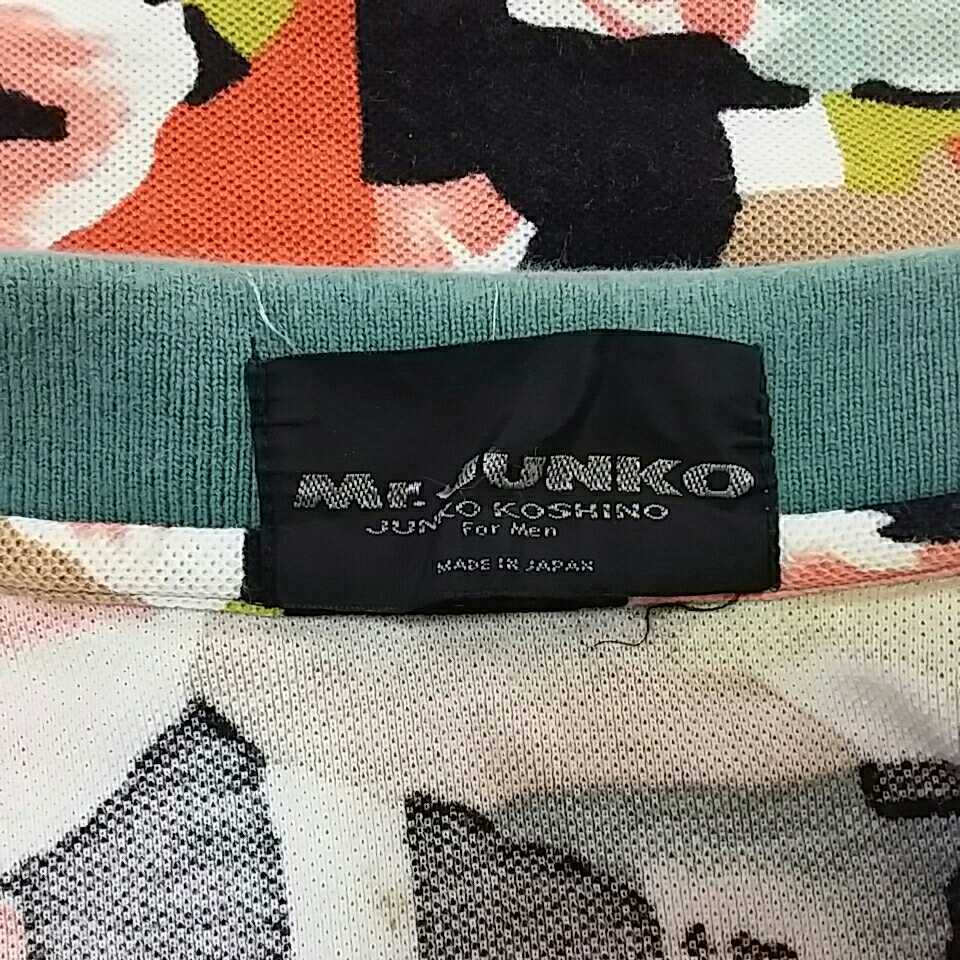 Mr. JUNKO
JUNKO KOSHINO
For Men
MADE IN JAPAN